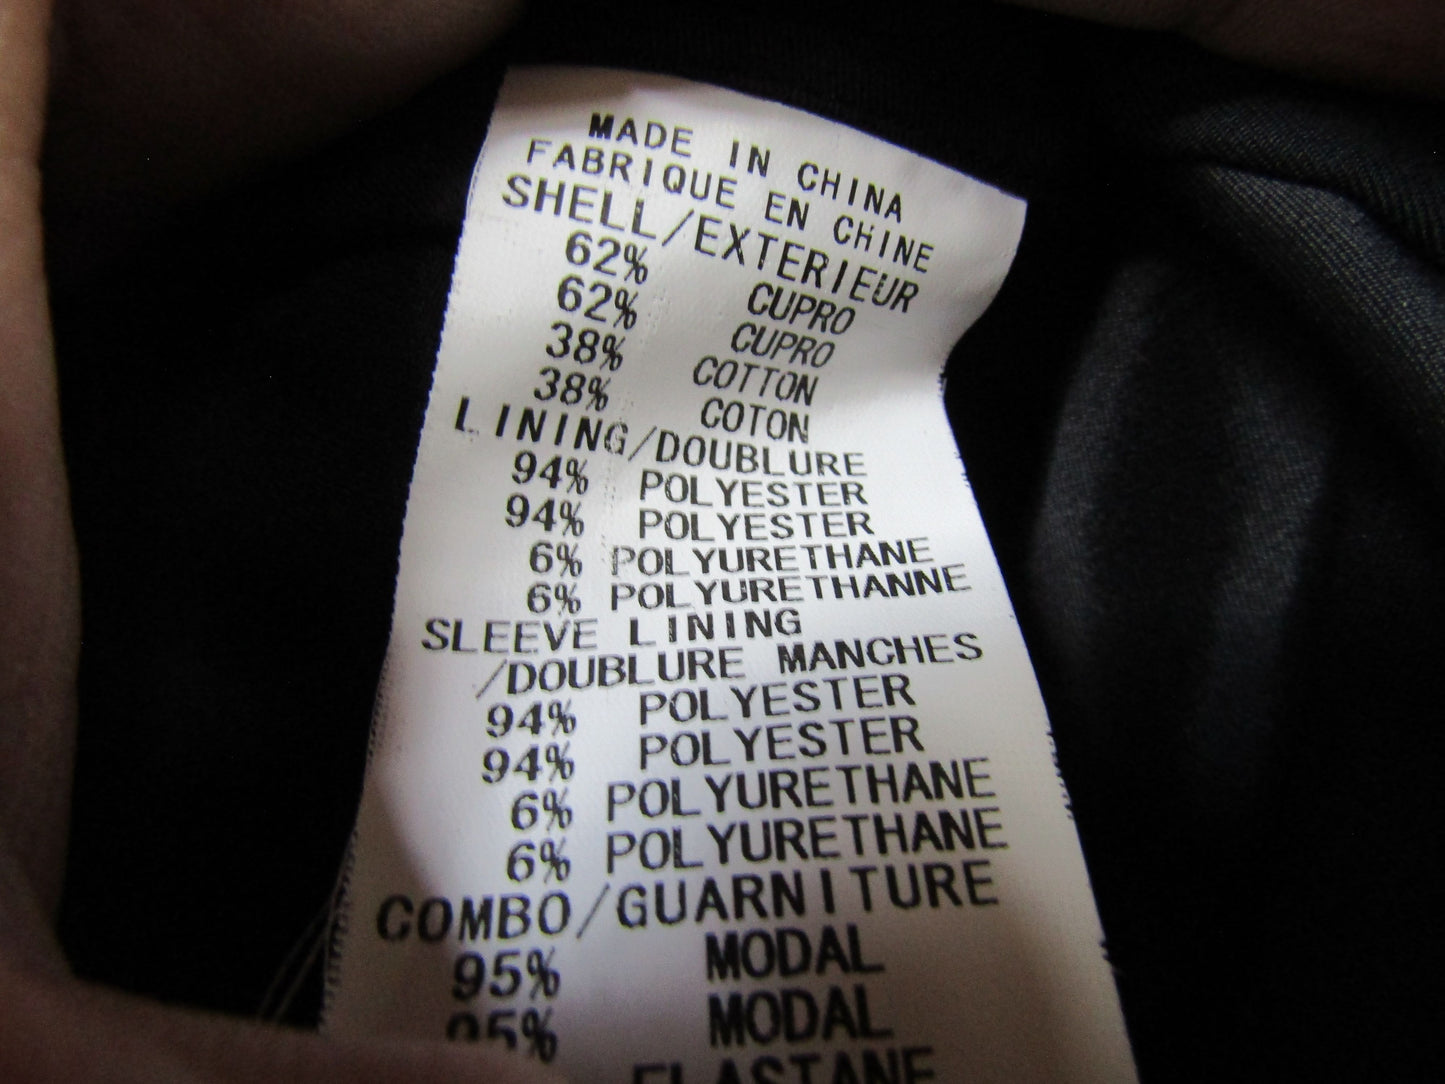 MADE IN CHINA
FABRIQUE EN CHINE
SHELL/EXTERIEUR
62% CUPRO
62% CUPRO
38% COTTON
38% COTON
LINING/DOUBLURE
94% POLYESTER
94% POLYESTER
6% POLYURETHANE
6% POLYURETHANNE
SLEEVE LINING
/DOUBLURE MANCHES
94% POLYESTER
94% POLYESTER
6% POLYURETHANE
6% POLYURETHANE
COMBO/GUARNITURE
95% MODAL
95% MODAL
ELASTANE